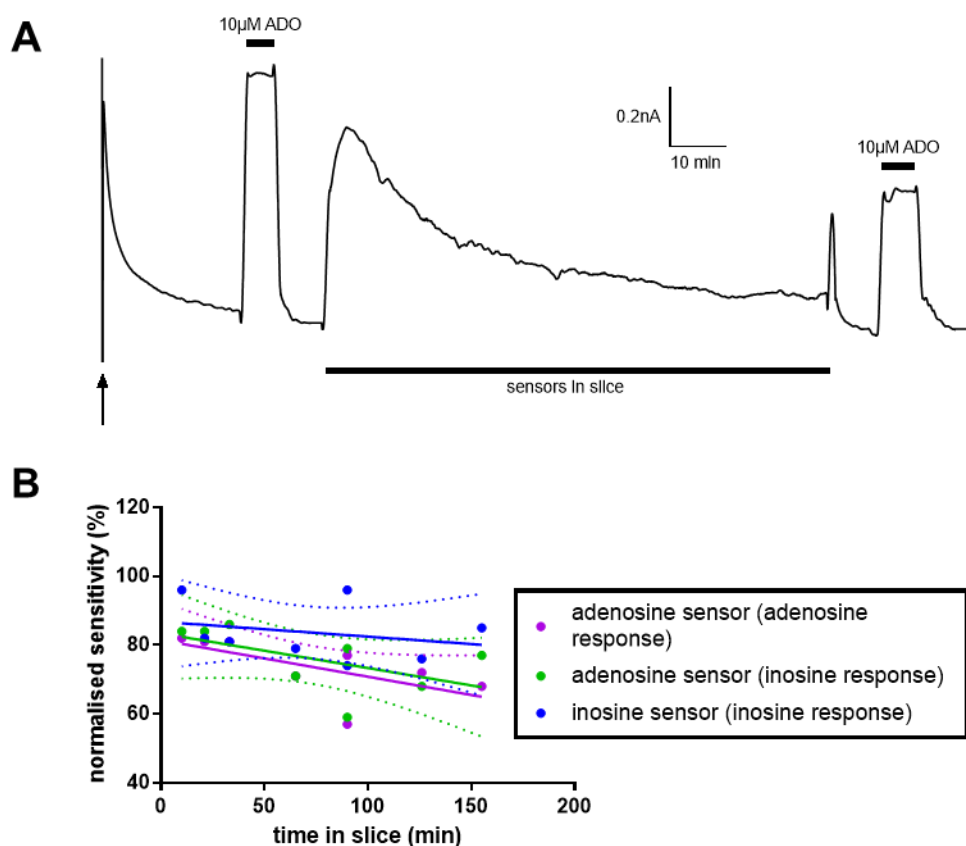 A
10µM ADO
0.2nA
10 min
10µM ADO
sensors in slice
B
normalised sensitivity (%)
120
100
80
60
40
0
50
100
150
200
time in slice (min)
adenosine sensor (adenosine
response)
adenosine sensor (inosine response)
inosine sensor (inosine response)